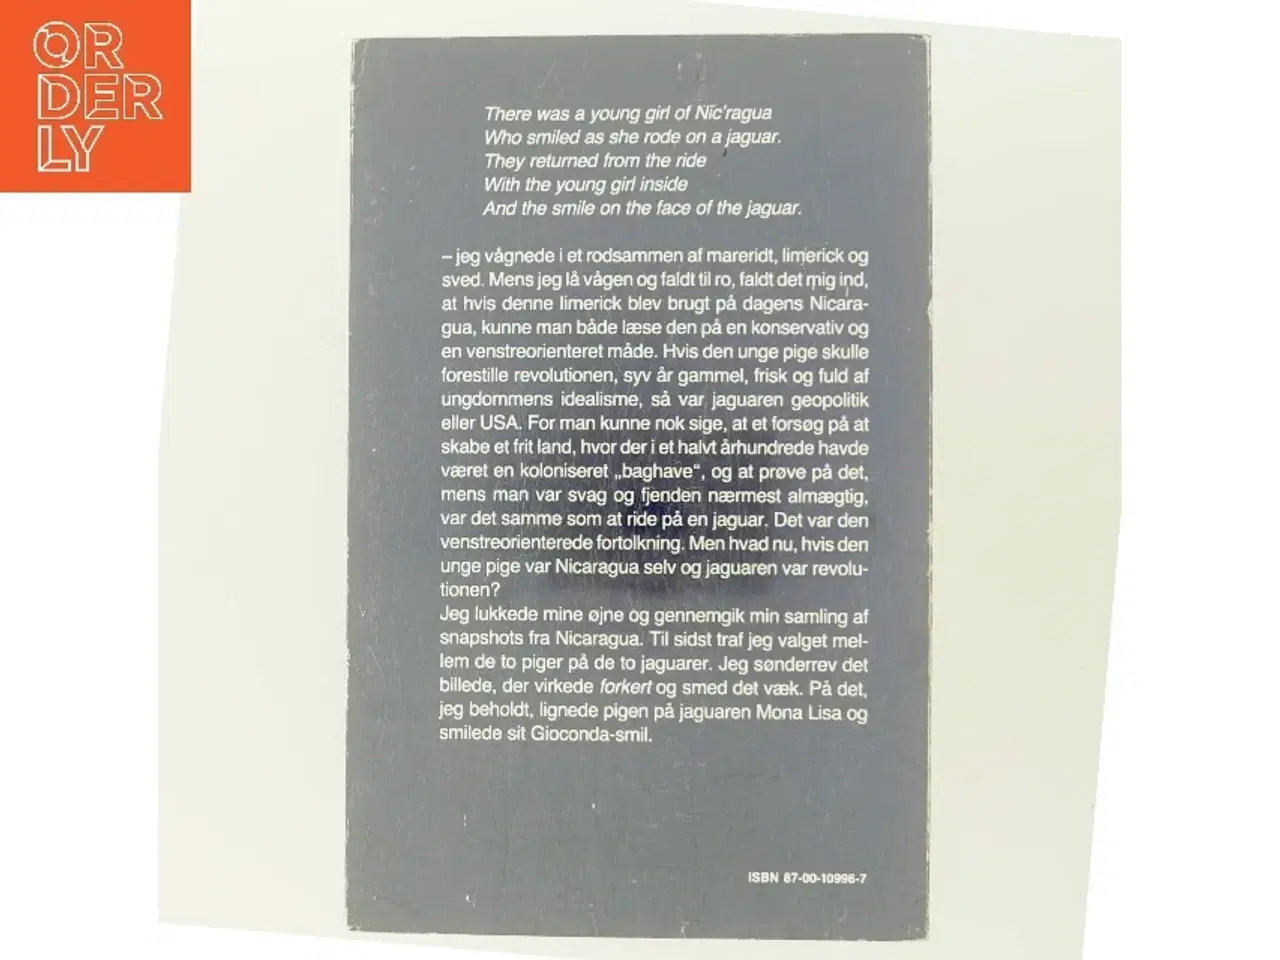 ORDERLY
There was a young girl of Nic'ragua
Who smiled as she rode on a jaguar.
They returned from the ride
With the young girl inside
And the smile on the face of the jaguar.
– jeg vågnede i et rodsammen af mareridt, limerick og
sved. Mens jeg lå vågen og faldt til ro, faldt det mig ind,
at hvis denne limerick blev brugt på dagens Nicara-
gua, kunne man både læse den på en konservativ og
en venstreorienteret måde. Hvis den unge pige skulle
forestille revolutionen, syv år gammel, frisk og fuld af
ungdommens idealisme, så var jaguaren geopolitik
eller USA. For man kunne nok sige, at et forsøg på at
skabe et frit land, hvor der i et halvt århundrede havde
været en koloniseret „baghave“, og at prøve på det,
mens man var svag og fjenden nærmest almægtig,
var det samme som at ride på en jaguar. Det var den
venstreorienterede fortolkning. Men hvad nu, hvis den
unge pige var Nicaragua selv og jaguaren var revolu-
tionen?
Jeg lukkede mine øjne og gennemgik min samling af
snapshots fra Nicaragua. Til sidst traf jeg valget mel-
lem de to piger på de to jaguarer. Jeg sønderrev det
billede, der virkede forkert og smed det væk. På det,
jeg beholdt, lignede pigen på jaguaren Mona Lisa og
smilede sit Gioconda-smil.
ISBN 87-00-10996-7